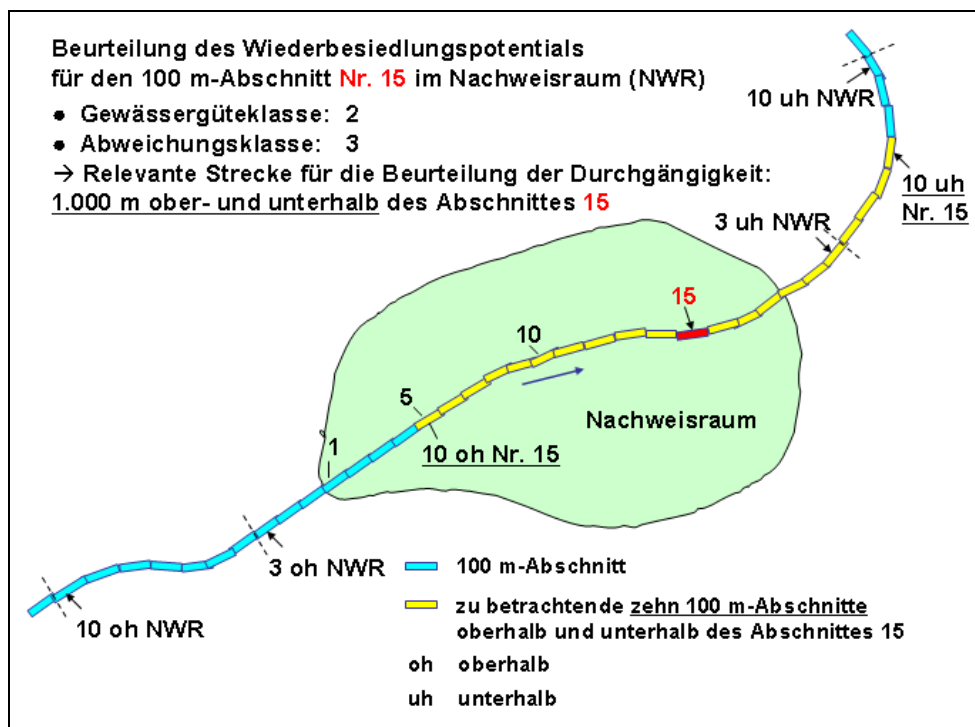 Beurteilung des Wiederbesiedlungspotentials
für den 100 m-Abschnitt Nr. 15 im Nachweisraum (NWR)
● Gewässergüteklasse: 2
● Abweichungsklasse: 3
→ Relevante Strecke für die Beurteilung der Durchgängigkeit:
1.000 m ober- und unterhalb des Abschnittes 15
10 uh NWR
10 uh
Nr. 15
3 uh NWR
15
10
5
Nachweisraum
10 oh Nr. 15
1
3 oh NWR
10 oh NWR
100 m-Abschnitt
zu betrachtende zehn 100 m-Abschnitte
oberhalb und unterhalb des Abschnittes 15
oh oberhalb
uh unterhalb